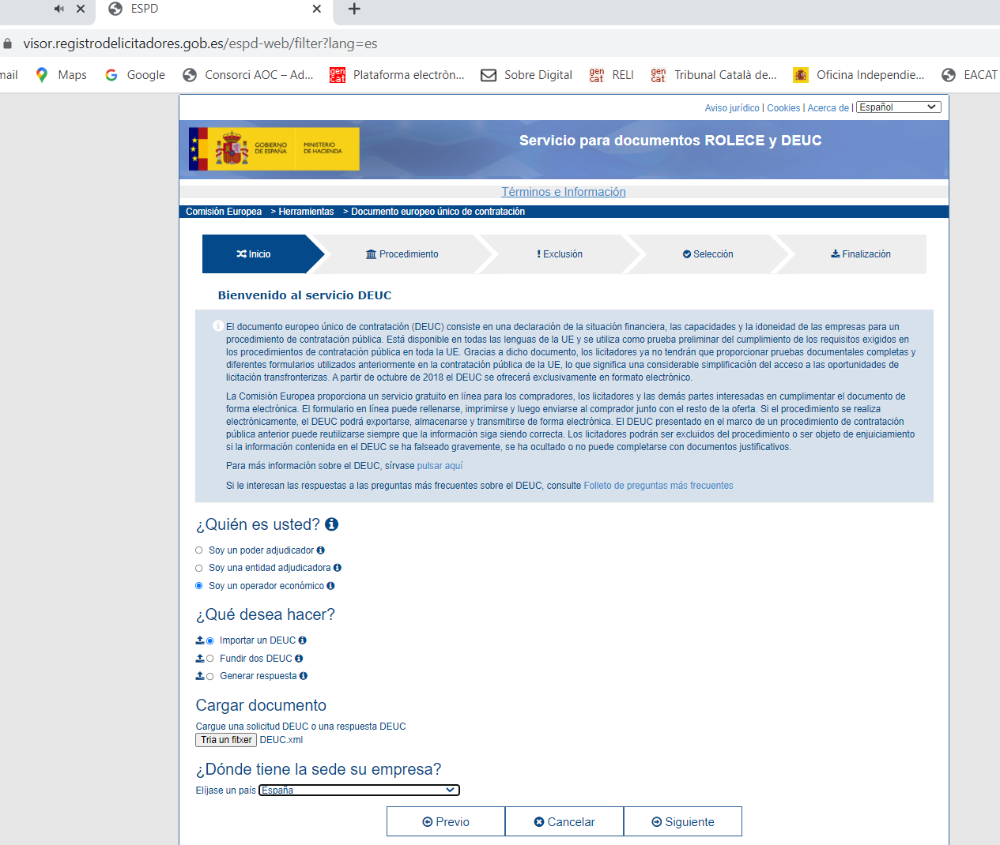 ESPD
visor.registrodelicitadores.gob.es/espd-web/filter?lang=es
mail Maps Google Consorci AOC – Ad... gen cat Plataforma electròn... Sobre Digital gen cat RELI gen cat Tribunal Català de... Oficina Independie... EACAT
Aviso jurídico | Cookies | Acerca de | Español
GOBIERNO DE ESPAÑA
MINISTERIO DE HACIENDA
Servicio para documentos ROLECE y DEUC
Términos e Información
Comisión Europea > Herramientas > Documento europeo único de contratación
Inicio Procedimiento Exclusión Selección Finalización
Bienvenido al servicio DEUC
El documento europeo único de contratación (DEUC) consiste en una declaración de la situación financiera, las capacidades y la idoneidad de las empresas para un
procedimiento de contratación pública. Está disponible en todas las lenguas de la UE y se utiliza como prueba preliminar del cumplimiento de los requisitos exigidos en
los procedimientos de contratación pública en toda la UE. Gracias a dicho documento, los licitadores ya no tendrán que proporcionar pruebas documentales completas y
diferentes formularios utilizados anteriormente en la contratación pública de la UE, lo que significa una considerable simplificación del acceso a las oportunidades de
licitación transfronterizas. A partir de octubre de 2018 el DEUC se ofrecerá exclusivamente en formato electrónico.
La Comisión Europea proporciona un servicio gratuito en línea para los compradores, los licitadores y las demás partes interesadas en cumplimentar el documento de
forma electrónica. El formulario en línea puede rellenarse, imprimirse y luego enviarse al comprador junto con el resto de la oferta. Si el procedimiento se realiza
electrónicamente, el DEUC podrá exportarse, almacenarse y transmitirse de forma electrónica. El DEUC presentado en el marco de un procedimiento de contratación
pública anterior puede reutilizarse siempre que la información siga siendo correcta. Los licitadores podrán ser excluidos del procedimiento o ser objeto de enjuiciamiento
si la información contenida en el DEUC se ha falseado gravemente, se ha ocultado o no puede completarse con documentos justificativos.
Para más información sobre el DEUC, sírvase pulsar aquí
Si le interesan las respuestas a las preguntas más frecuentes sobre el DEUC, consulte Folleto de preguntas más frecuentes
¿Quién es usted?
Soy un poder adjudicador
Soy una entidad adjudicadora
Soy un operador económico
¿Qué desea hacer?
Importar un DEUC
Fundir dos DEUC
Generar respuesta
Cargar documento
Cargue una solicitud DEUC o una respuesta DEUC
Tria un fitxer DEUC.xml
¿Dónde tiene la sede su empresa?
Elíjase un país España
Previo Cancelar Siguiente